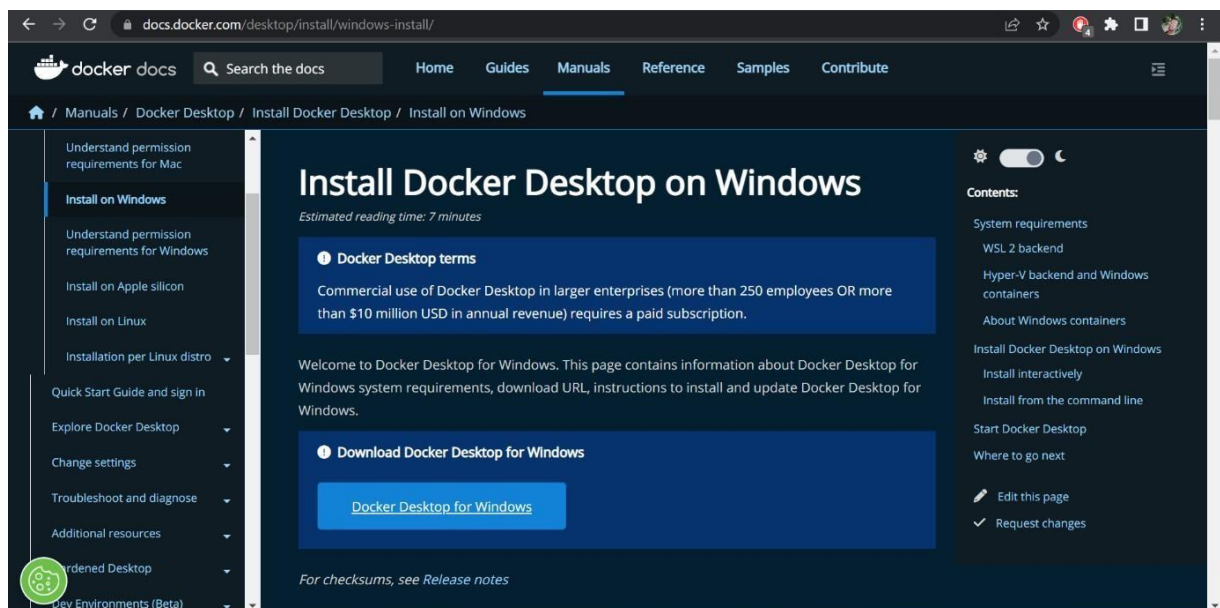 docs.docker.com/desktop/install/windows-install/
4
docker docs
Search the docs
Home Guides Manuals Reference Samples Contribute
/ Manuals / Docker Desktop / Install Docker Desktop / Install on Windows
Understand permission
requirements for Mac
Install on Windows
Understand permission
requirements for Windows
Install on Apple silicon
Install on Linux
Installation per Linux distro
Quick Start Guide and sign in
Explore Docker Desktop
Change settings
Troubleshoot and diagnose
Additional resources
rdened Desktop
Dev Environments (Beta)
Install Docker Desktop on Windows
Estimated reading time: 7 minutes
Docker Desktop terms
Commercial use of Docker Desktop in larger enterprises (more than 250 employees OR more
than $10 million USD in annual revenue) requires a paid subscription.
Welcome to Docker Desktop for Windows. This page contains information about Docker Desktop for
Windows system requirements, download URL, instructions to install and update Docker Desktop for
Windows.
Download Docker Desktop for Windows
Docker Desktop for Windows
For checksums, see Release notes
Contents:
System requirements
WSL 2 backend
Hyper-V backend and Windows
containers
About Windows containers
Install Docker Desktop on Windows
Install interactively
Install from the command line
Start Docker Desktop
Where to go next
Edit this page
Request changes